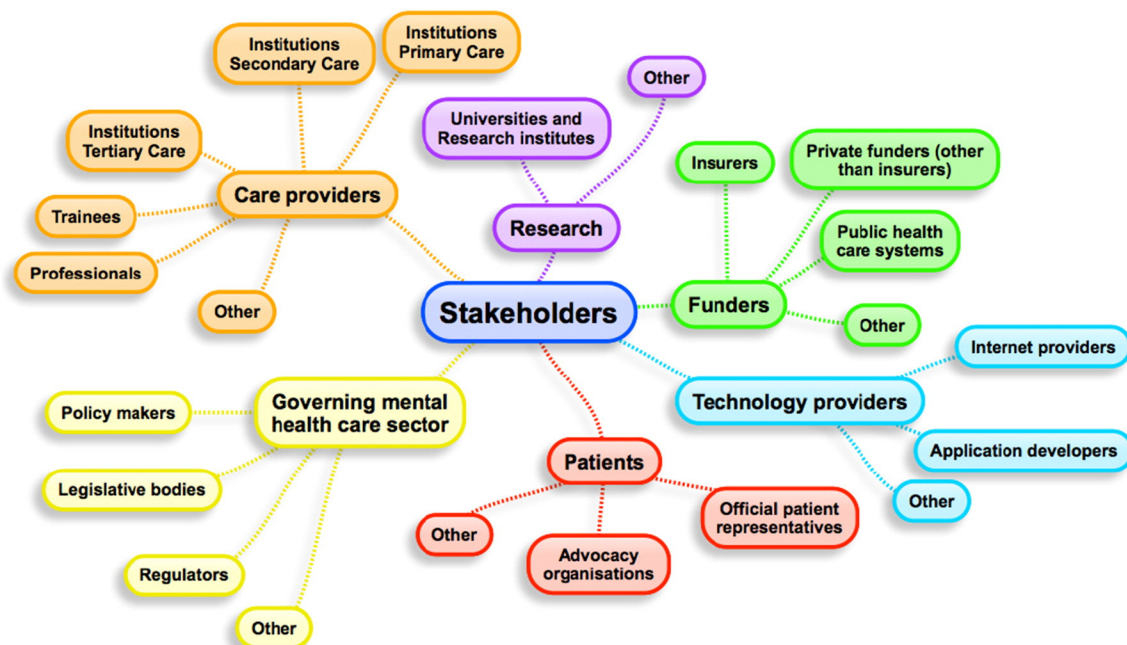 Institutions
Secondary Care
Institutions
Primary Care
Institutions
Tertiary Care
Trainees
Professionals
Other
Care providers
Universities and
Research institutes
Other
Research
Insurers
Private funders (other
than insurers)
Public health
care systems
Other
Funders
Stakeholders
Internet providers
Technology providers
Application developers
Other
Governing mental
health care sector
Policy makers
Legislative bodies
Regulators
Other
Patients
Other
Advocacy
organisations
Official patient
representatives